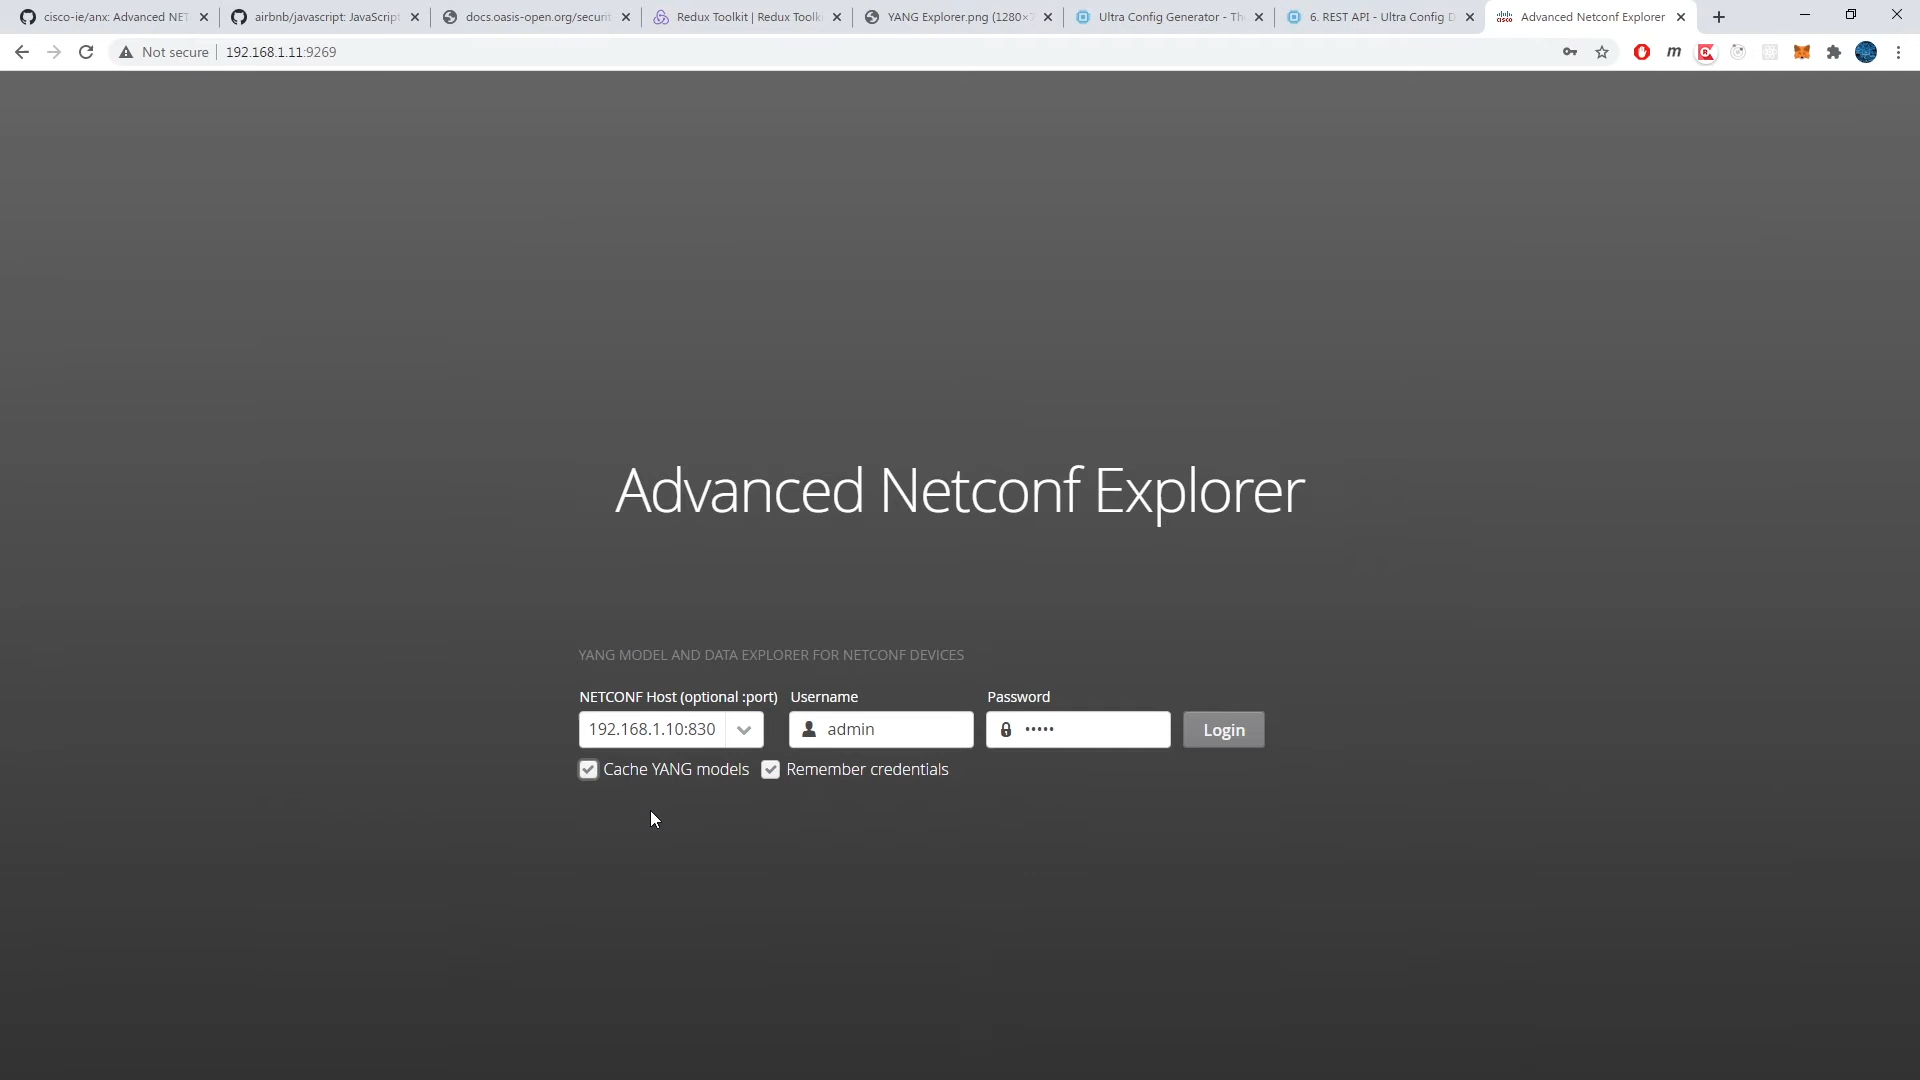 cisco-ie/anx: Advanced NET
airbnb/javascript: JavaScript
docs.oasis-open.org/securit
Redux Toolkit | Redux Toolk
YANG Explorer.png (1280×7
Ultra Config Generator - Th
6. REST API - Ultra Config D
Advanced Netconf Explorer
Not secure
192.168.1.11:9269
Advanced Netconf Explorer
YANG MODEL AND DATA EXPLORER FOR NETCONF DEVICES
NETCONF Host (optional :port) Username Password
192.168.1.10:830 admin ••••• Login
Cache YANG models Remember credentials